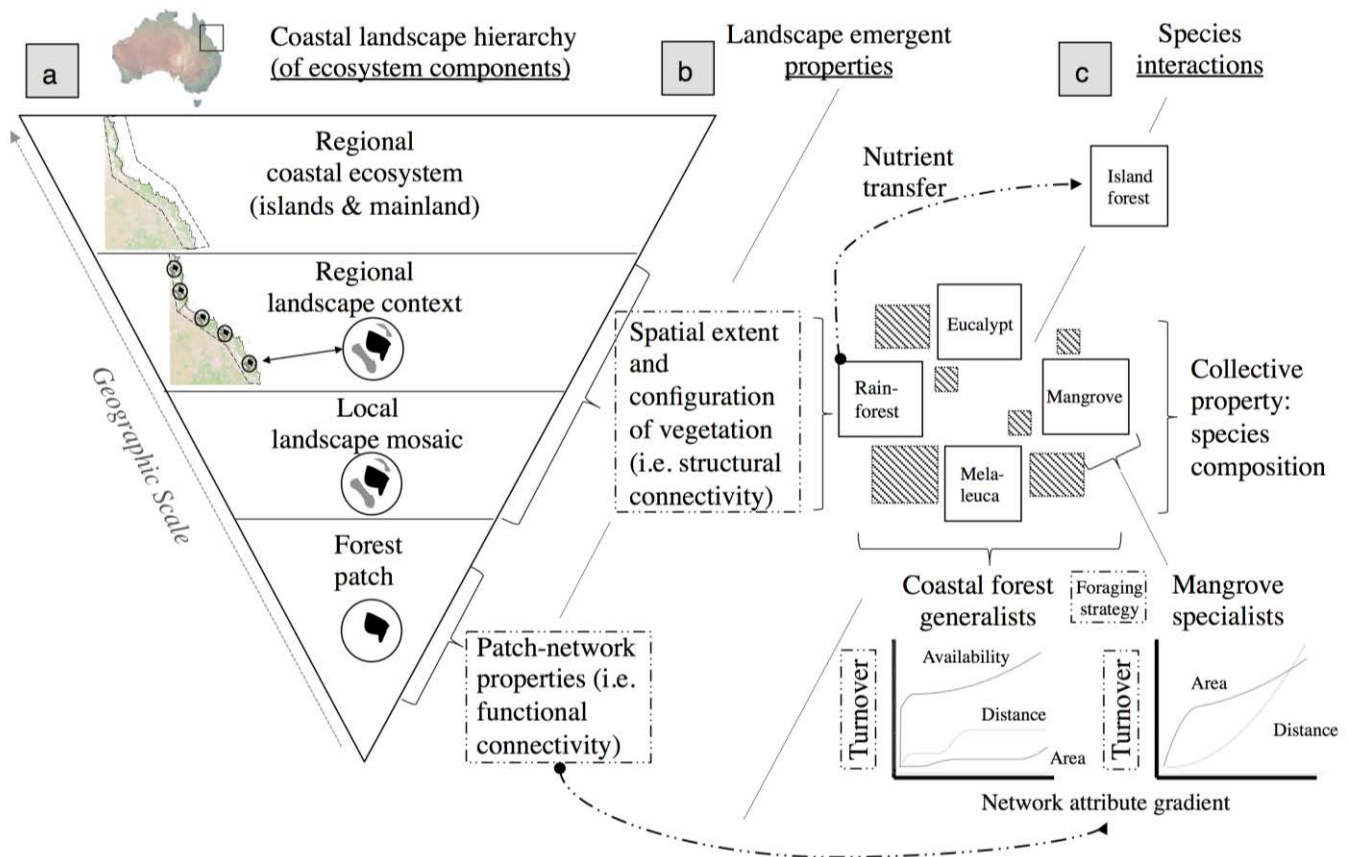 a
Coastal landscape hierarchy
(of ecosystem components)
b
Landscape emergent
properties
c
Species
interactions
Regional
coastal ecosystem
(islands & mainland)
Regional
landscape context
Local
landscape mosaic
Forest
patch
Geographic Scale
Spatial extent
and
configuration
of vegetation
(i.e. structural
connectivity)
Patch-network
properties (i.e.
functional
connectivity)
Nutrient
transfer
Island
forest
Eucalypt
Rain-
forest
Mangrove
Mela-
leuca
Collective
property:
species
composition
Coastal forest
generalists
Foraging
strategy
Mangrove
specialists
Turnover
Availability
Distance
Area
Turnover
Area
Distance
Network attribute gradient